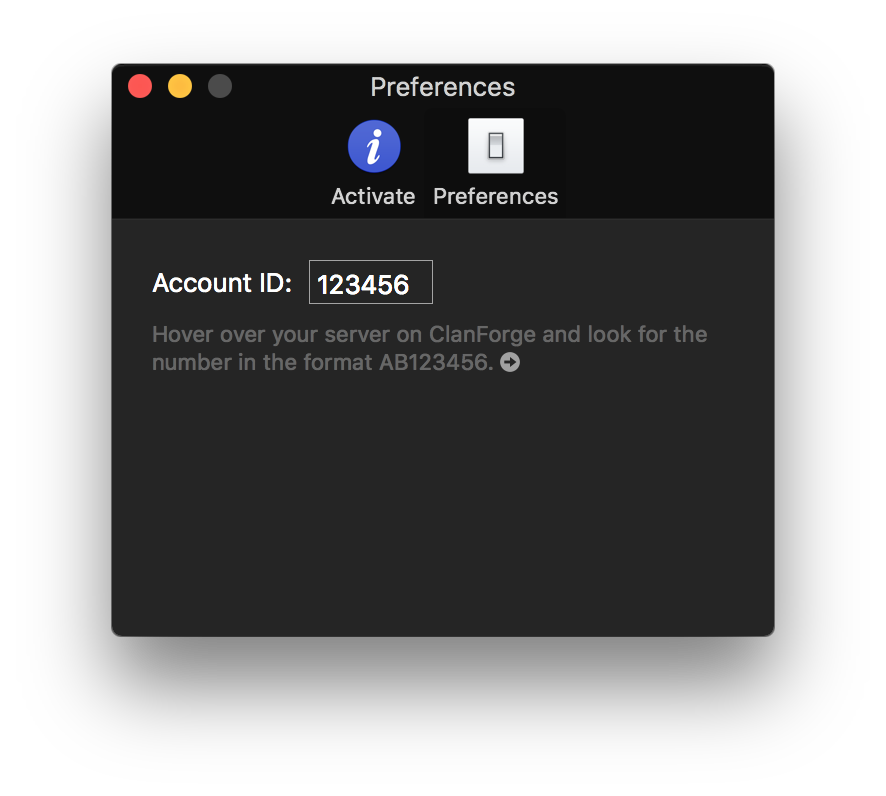 Preferences
Activate Preferences
Account ID: 123456
Hover over your server on ClanForge and look for the
number in the format AB123456.